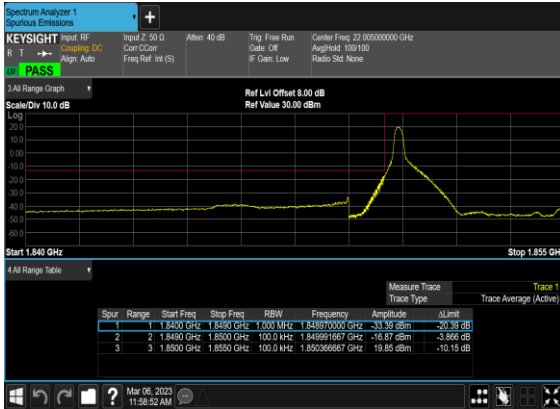 Spectrum Analyzer 1
Spurious Emissions
+
KEYSIGHT
Input: RF
Coupling: DC
Align: Auto
R T
Input Z: 50 Ω
Corr CCorr
Freq Ref: Int (S)
Atten: 40 dB
Trig: Free Run
Gate: Off
IF Gain: Low
Center Freq: 22.005000000 GHz
Avg|Hold: 100/100
Radio Std: None
PASS
3 All Range Graph
Scale/Div 10.0 dB
Ref Lvl Offset 8.00 dB
Ref Value 30.00 dBm
Log
20.0
10.0
0.00
-10.0
-20.0
-30.0
-40.0
-50.0
-60.0
Start 1.840 GHz
Stop 1.855 GH
4 All Range Table
Measure Trace Trace 1
Trace Type Trace Average (Active)
Spur Range Start Freq Stop Freq RBW Frequency Amplitude ΔLimit
1 1 1.8400 GHz 1.8490 GHz 1.000 MHz 1.848970000 GHz -33.39 dBm -20.39 dB
2 2 1.8490 GHz 1.8500 GHz 100.0 kHz 1.849991667 GHz -16.87 dBm -3.866 dB
3 3 1.8500 GHz 1.8550 GHz 100.0 kHz 1.850386667 GHz 19.85 dBm -10.15 dB
?
Mar 06, 2023
11:58:52 AM